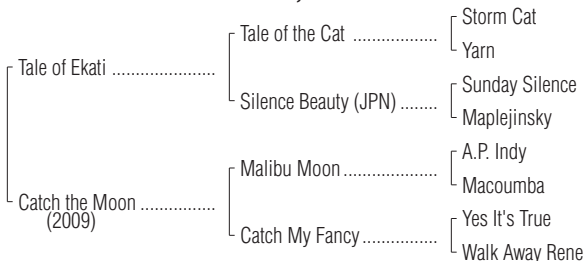 Storm Cat
Tale of the Cat ..................
Yarn
Tale of Ekati ......................
Sunday Silence
Silence Beauty (JPN) ........
Maplejinsky
A.P. Indy
Malibu Moon....................
Macoumba
Catch the Moon ................
(2009)
Yes It's True
Catch My Fancy................
Walk Away Rene